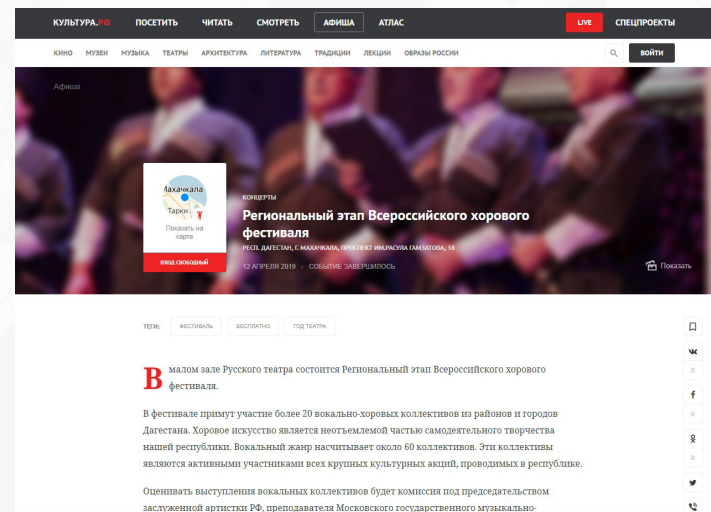 КУЛЬТУРА.РФ ПОСЕТИТЬ ЧИТАТЬ СМОТРЕТЬ АФИША АТЛАС LIVE СПЕЦПРОЕКТЫ
КИНО МУЗЕИ МУЗЫКА ТЕАТРЫ АРХИТЕКТУРА ЛИТЕРАТУРА ТРАДИЦИИ ЛЕКЦИИ ОБРАЗЫ РОССИИ ВОЙТИ
Афиша
Махачкала
Тарки
Показать на
карте
ВХОД СВОБОДНЫЙ
КОНЦЕРТЫ
Региональный этап Всероссийского хорового
фестиваля
РЕСП. ДАГЕСТАН, Г. МАХАЧКАЛА, ПРОСПЕКТ ИМ.РАСУЛА ГАМЗАТОВА, 38
12 АПРЕЛЯ 2019 • СОБЫТИЕ ЗАВЕРШИЛОСЬ
Показать
ТЕГИ: ФЕСТИВАЛЬ БЕСПЛАТНО ГОД ТЕАТРА
В малом зале Русского театра состоится Региональный этап Всероссийского хорового
фестиваля.
В фестивале примут участие более 20 вокально-хоровых коллективов из районов и городов
Дагестана. Хоровое искусство является неотъемлемой частью самодеятельного творчества
нашей республики. Вокальный жанр насчитывает около 60 коллективов. Эти коллективы
являются активными участниками всех крупных культурных акций, проводимых в республике.
Оценивать выступления вокальных коллективов будет комиссия под председательством
заслуженной артистки РФ, преподавателя Московского государственного музыкально-
0
0
0